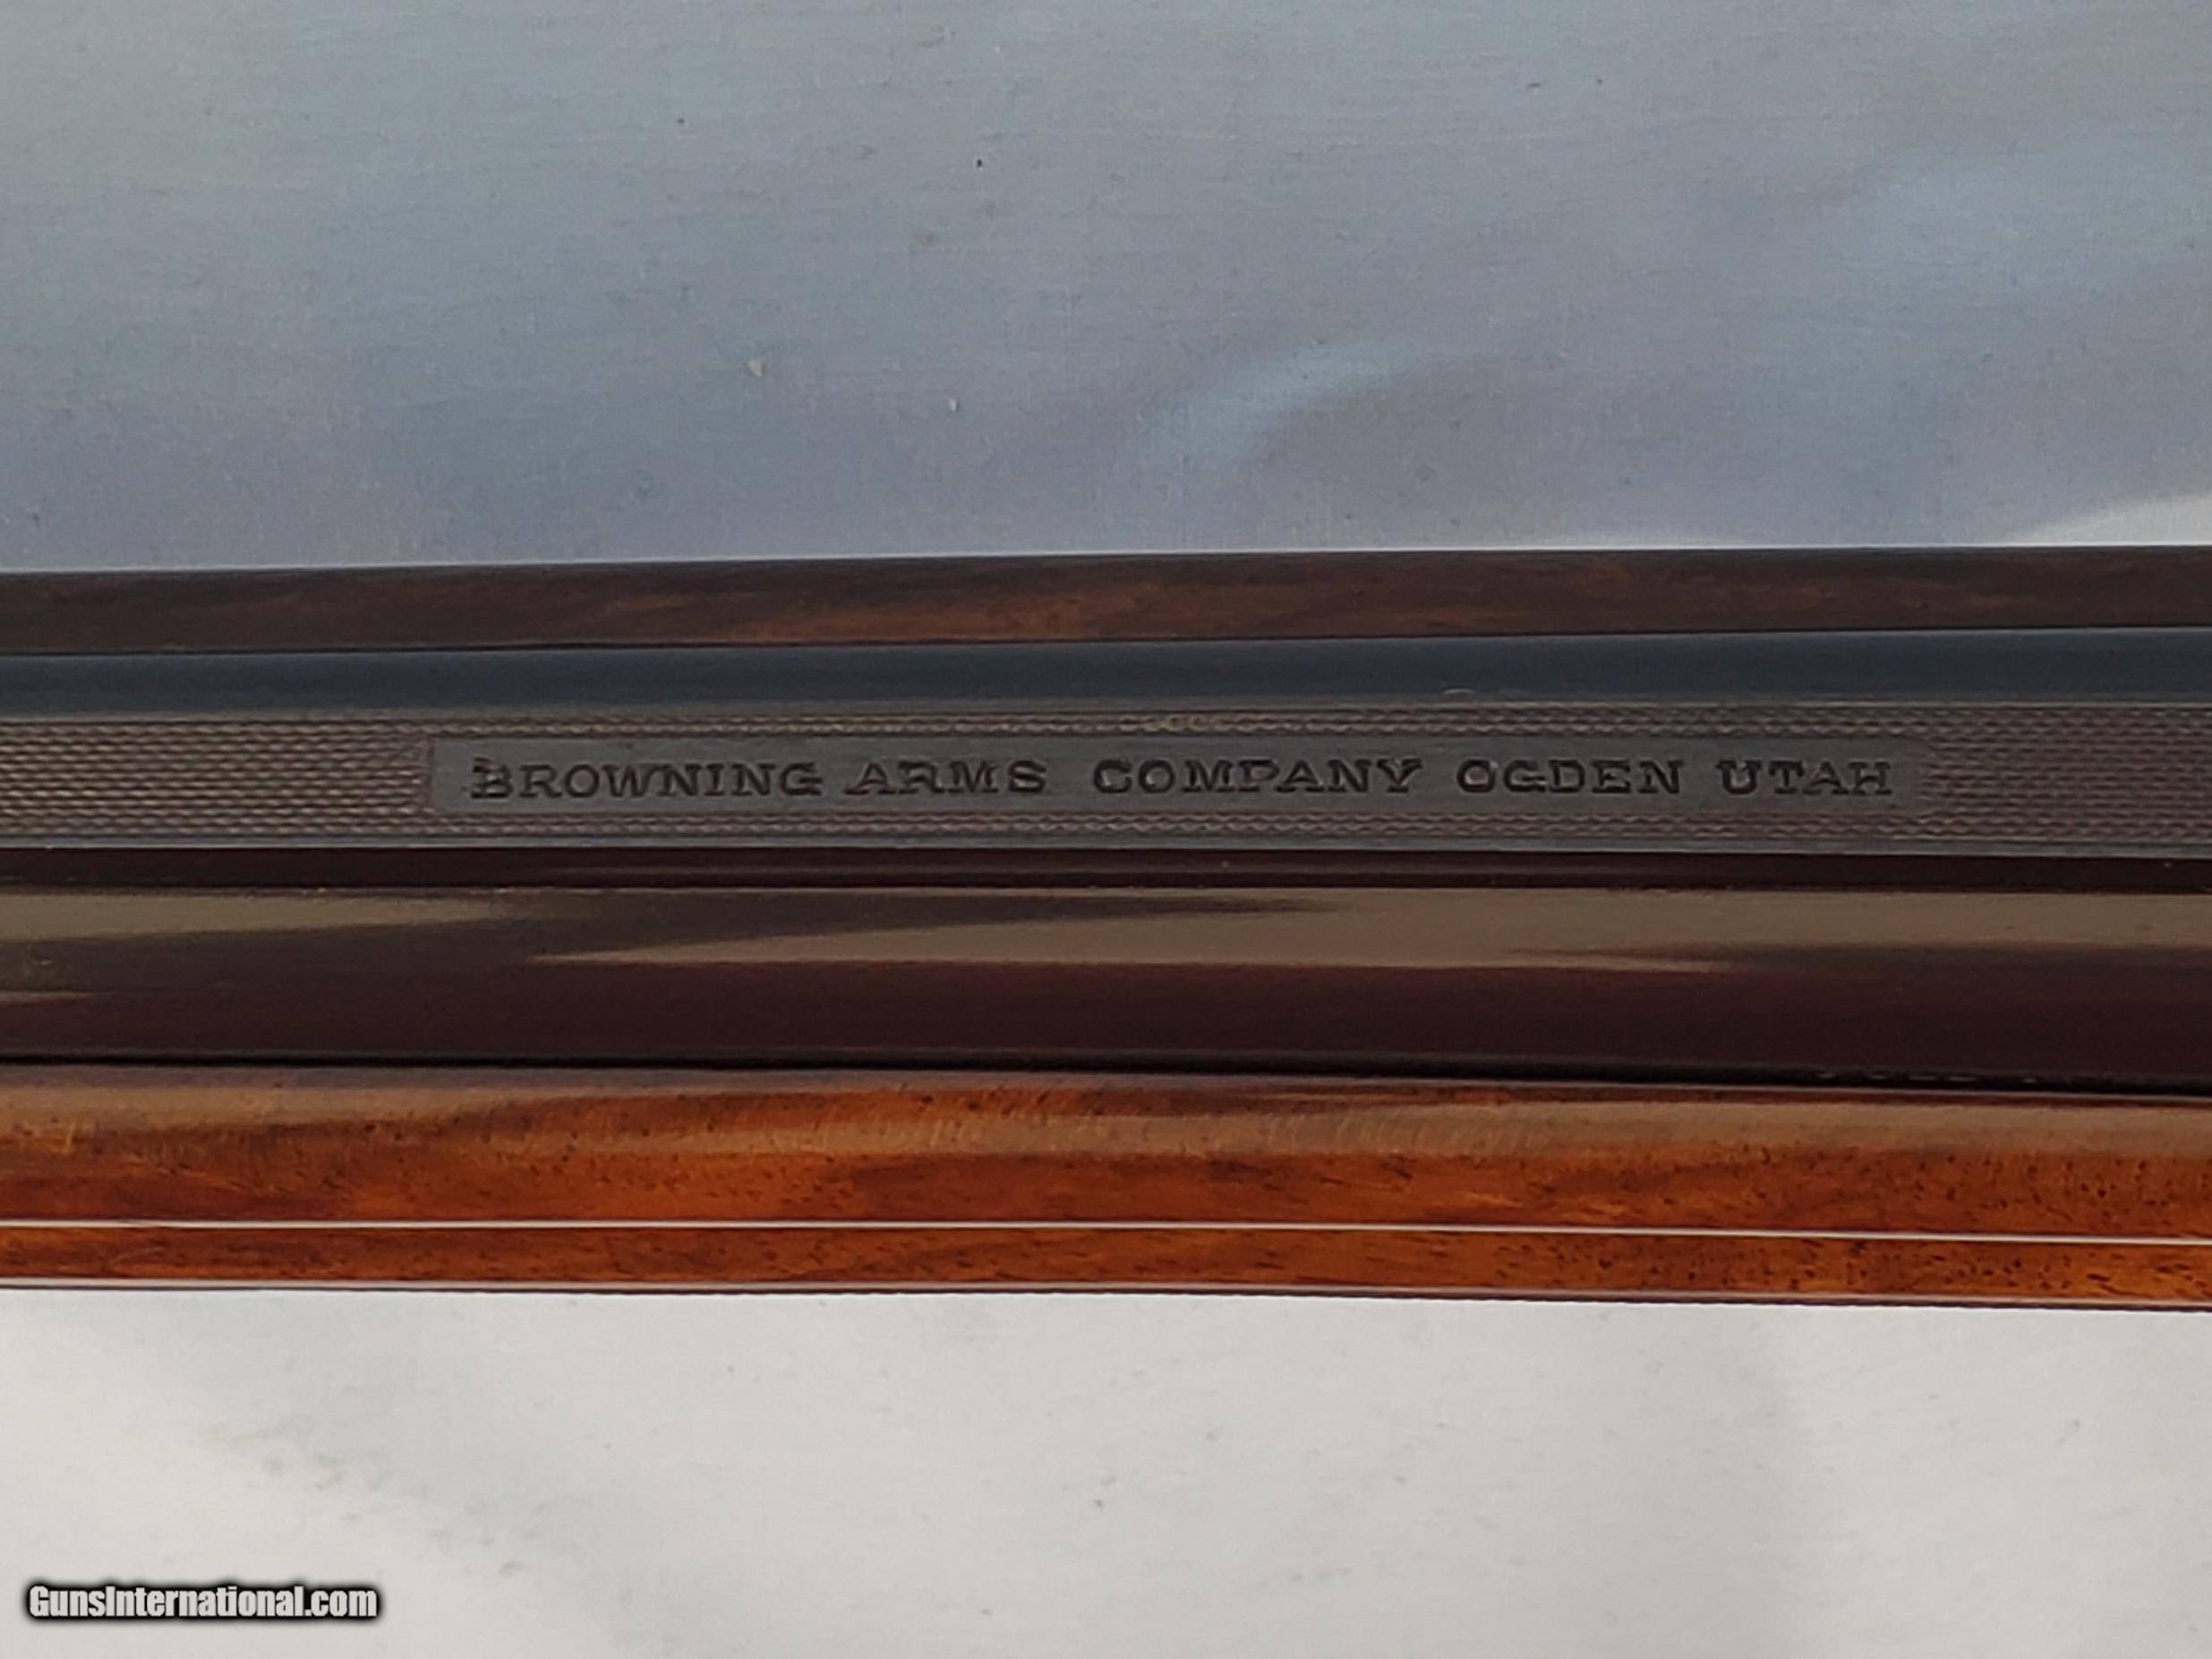 BROWNING ARMS COMPANY OGDEN UTAH
GunsInternational.com